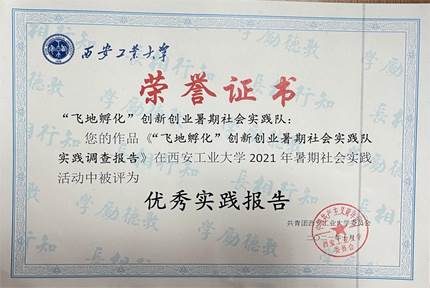 西安工业大学
荣誉证书
“飞地孵化”创新创业暑期社会实践队：
您的作品《“飞地孵化”创新创业暑期社会实践队
实践调查报告》在西安工业大学2021年暑期社会实践
活动中被评为
优秀实践报告
共青团西安工业大学委员会